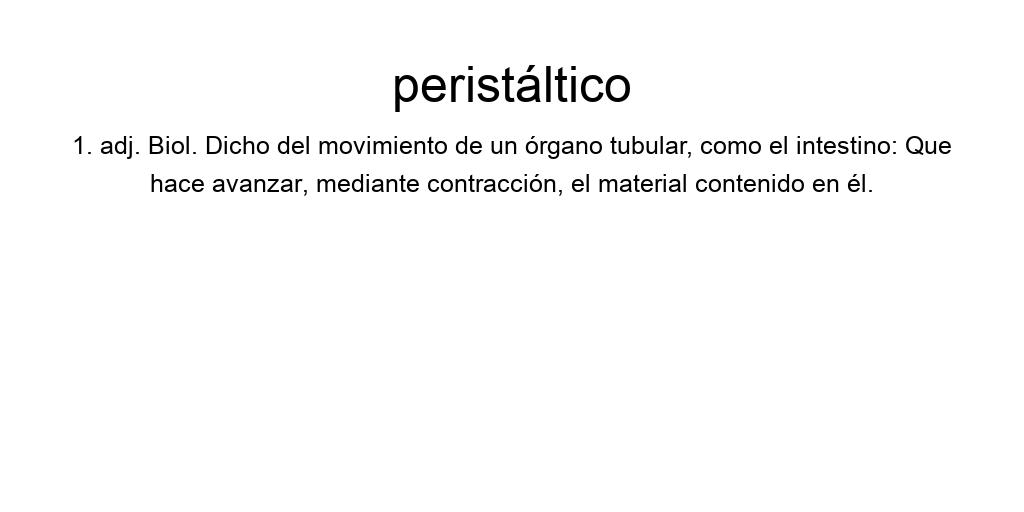 peristáltico
1. adj. Biol. Dicho del movimiento de un órgano tubular, como el intestino: Que
hace avanzar, mediante contracción, el material contenido en él.